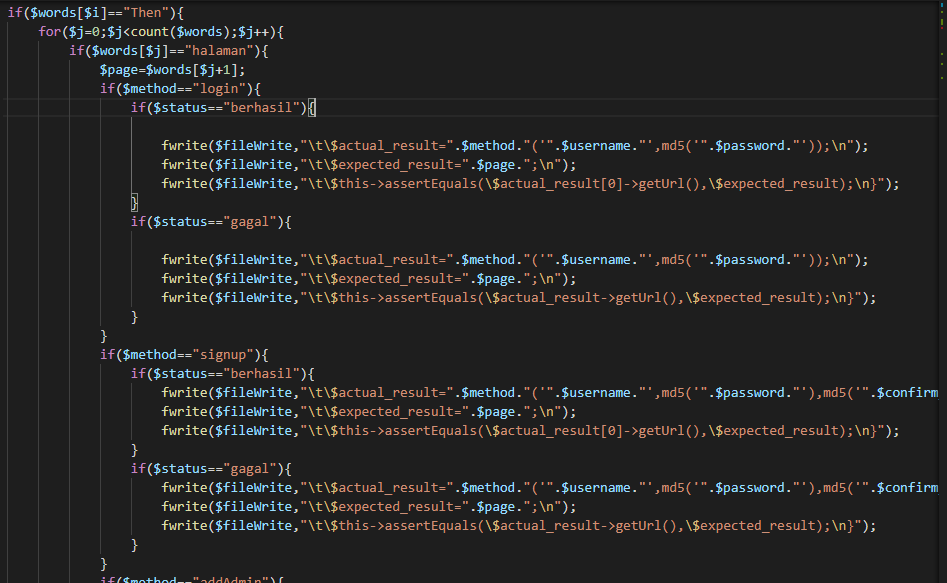 if($words[$i]=="Then"){
for($j=0;$j<count($words);$j++){
if($words[$j]=="halaman"){
$page=$words[$j+1];
if($method=="login"){
if($status=="berhasil"){
fwrite($fileWrite,"\t\$actual_result=".$method."('".$username."',md5('".$password."'));\n");
fwrite($fileWrite,"\t\$expected_result=".$page.";\n");
fwrite($fileWrite,"\t\$this->assertEquals(\$actual_result[0]->getUrl(),\$expected_result);\n}");
}
if($status=="gagal"){
fwrite($fileWrite,"\t\$actual_result=".$method."('".$username."',md5('".$password."'));\n");
fwrite($fileWrite,"\t\$expected_result=".$page.";\n");
fwrite($fileWrite,"\t\$this->assertEquals(\$actual_result->getUrl(),\$expected_result);\n}");
}
}
if($method=="signup"){
if($status=="berhasil"){
fwrite($fileWrite,"\t\$actual_result=".$method."('".$username."',md5('".$password."'),md5('".$confirm
fwrite($fileWrite,"\t\$expected_result=".$page.";\n");
fwrite($fileWrite,"\t\$this->assertEquals(\$actual_result[0]->getUrl(),\$expected_result);\n}");
}
if($status=="gagal"){
fwrite($fileWrite,"\t\$actual_result=".$method."('".$username."',md5('".$password."'),md5('".$confirm
fwrite($fileWrite,"\t\$expected_result=".$page.";\n");
fwrite($fileWrite,"\t\$this->assertEquals(\$actual_result->getUrl(),\$expected_result);\n}");
}
}
if($method=="addAdmin"){